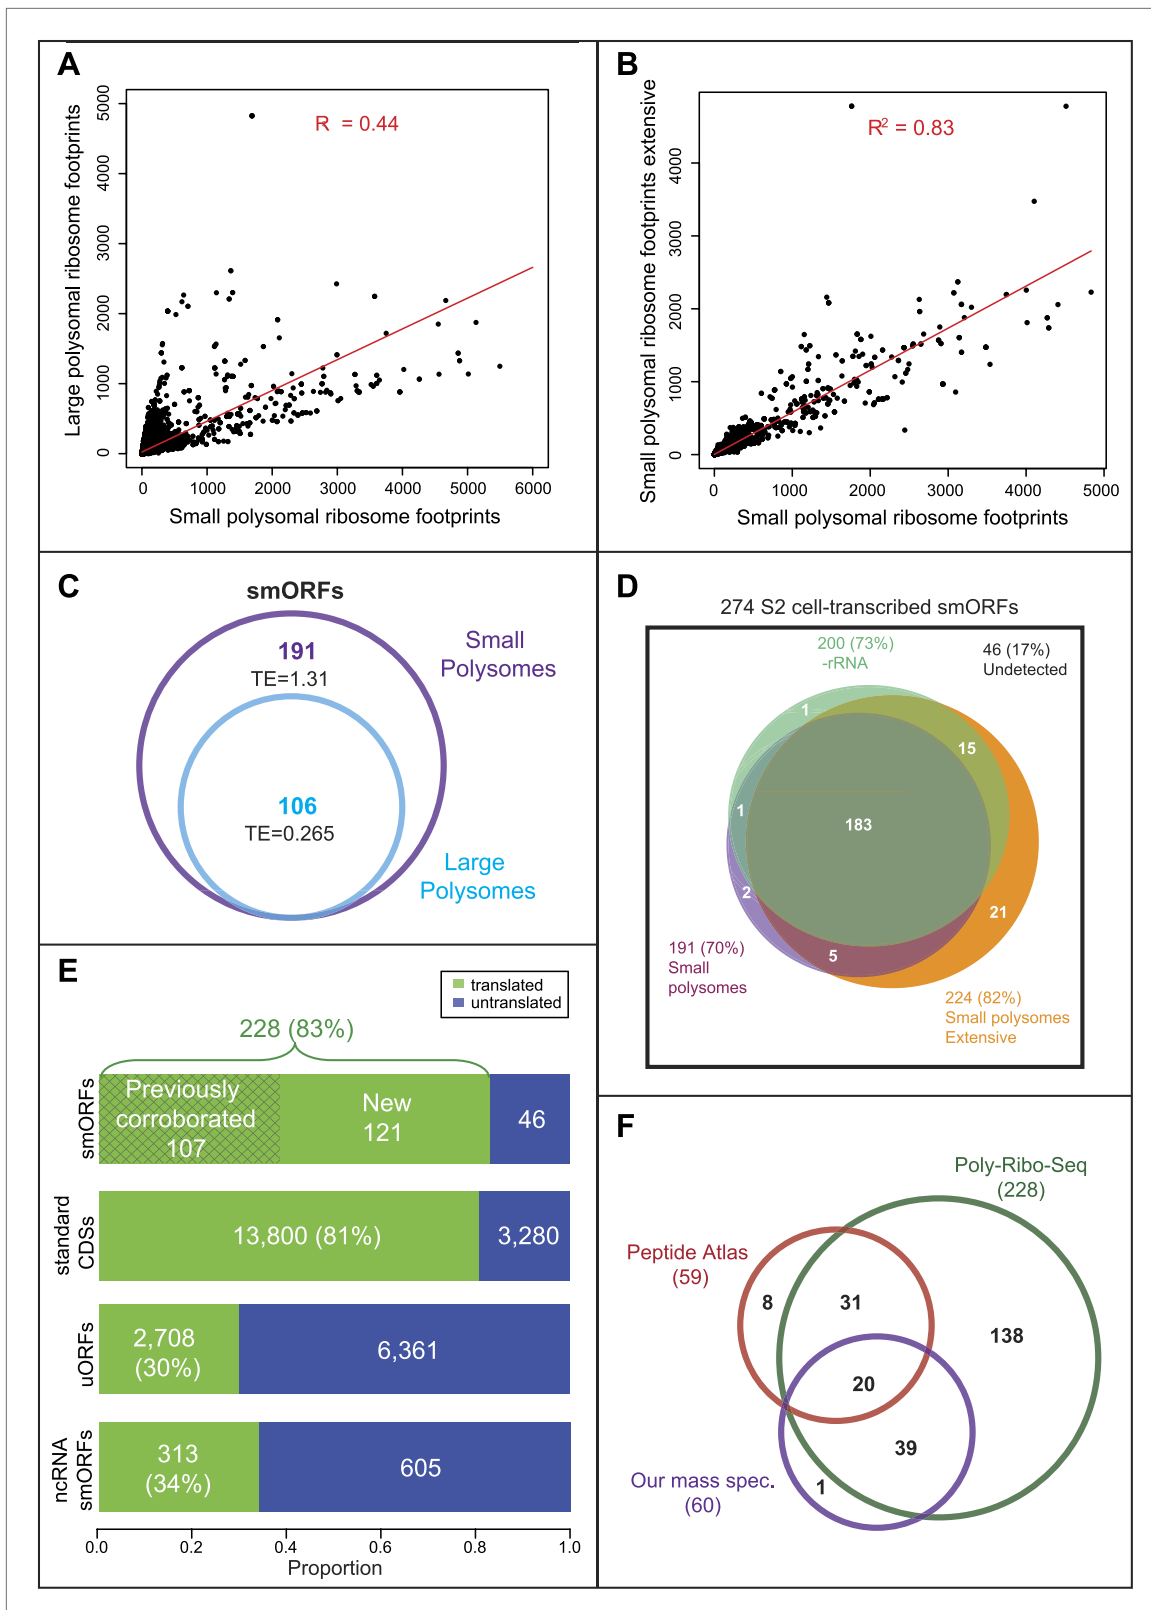 A
R = 0.44
Large polysomal ribosome footprints
5000
4000
3000
2000
1000
0
0 1000 2000 3000 4000 5000 6000
Small polysomal ribosome footprints
B
R² = 0.83
Small polysomal ribosome footprints extensive
4000
3000
2000
1000
0
0 1000 2000 3000 4000 5000
Small polysomal ribosome footprints
C
smORFs
191
TE=1.31
Small
Polysomes
106
TE=0.265
Large
Polysomes
D
274 S2 cell-transcribed smORFs
200 (73%)
-rRNA
46 (17%)
Undetected
1
15
1
183
2
21
5
191 (70%)
Small
polysomes
224 (82%)
Small polysomes
Extensive
E
translated
untranslated
228 (83%)
smORFs
Previously
corroborated
107
New
121
46
standard
CDSs
13,800 (81%)
3,280
uORFs
2,708
(30%)
6,361
ncRNA
smORFs
313
(34%)
605
0.0 0.2 0.4 0.6 0.8 1.0
Proportion
F
Poly-Ribo-Seq
(228)
Peptide Atlas
(59)
8
31
138
20
39
1
Our mass spec.
(60)